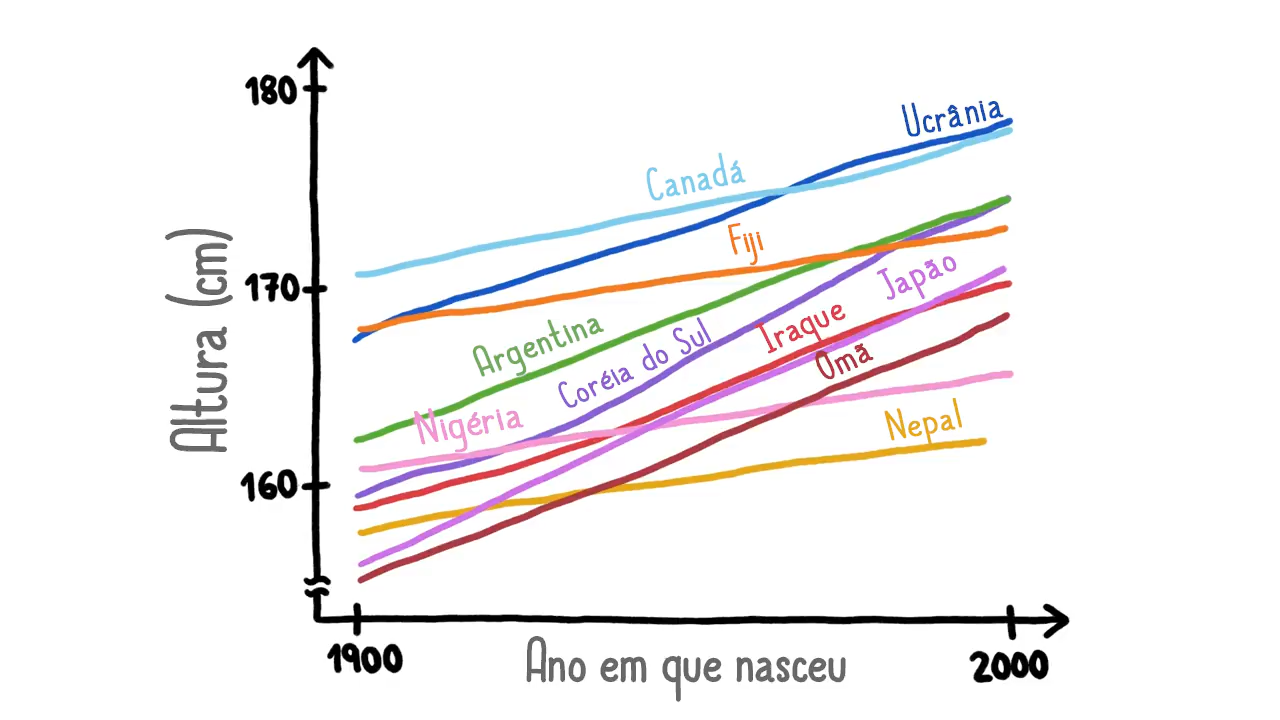 180
Ucrânia
Canadá
Fiji
Altura (cm)
170
Japão
Argentina
Coréia do Sul
Iraque
Omã
Nigéria
Nepal
160
1900
Ano em que nasceu
2000